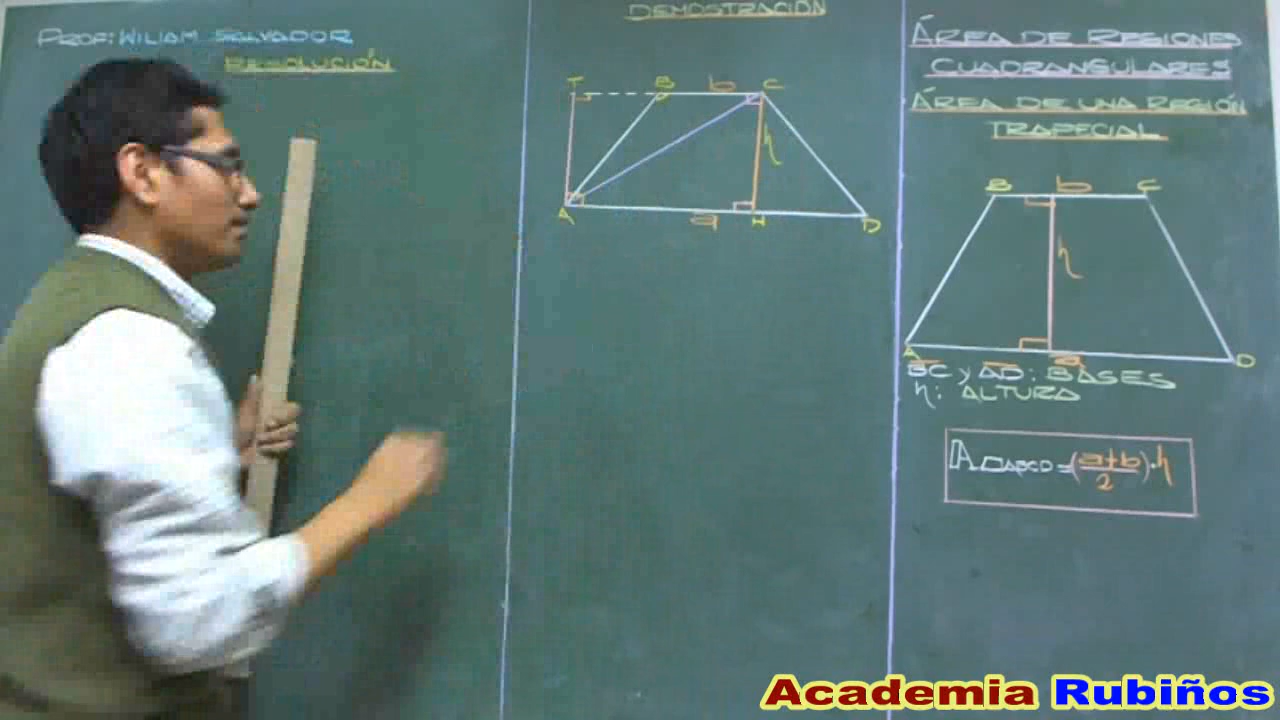 PROF: WILIAM SALVADOR
RESOLUCIÓN
DEMOSTRACIÓN
T B b C
h
A a H D
ÁREA DE REGIONES
CUADRANGULARES
ÁREA DE UNA REGIÓN
TRAPECIAL
B b C
h
A a D
BC y AD: BASES
h: ALTURA
A▱ABCD = (a+b/2)·h
Academia Rubiños